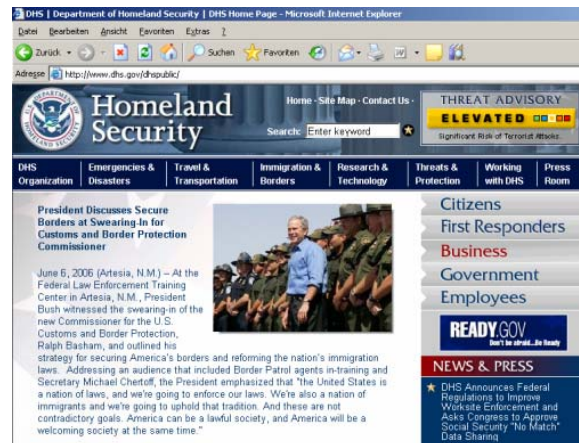 DHS | Department of Homeland Security | DHS Home Page - Microsoft Internet Explorer
Datei Bearbeiten Ansicht Favoriten Extras ?
Zurück Suchen Favoriten
Adresse http://www.dhs.gov/dhspublic/
Homeland
Security
Home - Site Map - Contact Us -
Search: Enter keyword
THREAT ADVISORY
ELEVATED
Significant Risk of Terrorist Attacks.
DHS Organization
Emergencies & Disasters
Travel & Transportation
Immigration & Borders
Research & Technology
Threats & Protection
Working with DHS
Press Room
President Discusses Secure
Borders at Swearing-In for
Customs and Border Protection
Commissioner
June 6, 2006 (Artesia, N.M.) – At the
Federal Law Enforcement Training
Center in Artesia, N.M., President
Bush witnessed the swearing-in of the
new Commissioner for the U.S.
Customs and Border Protection,
Ralph Basham, and outlined his
strategy for securing America's borders and reforming the nation's immigration
laws. Addressing an audience that included Border Patrol agents in-training and
Secretary Michael Chertoff, the President emphasized that "the United States is
a nation of laws, and we're going to enforce our laws. We're also a nation of
immigrants and we're going to uphold that tradition. And these are not
contradictory goals. America can be a lawful society, and America will be a
welcoming society at the same time."
Citizens
First Responders
Business
Government
Employees
READY.GOV
Don't be afraid...Be Ready
NEWS & PRESS
DHS Announces Federal
Regulations to Improve
Worksite Enforcement and
Asks Congress to Approve
Social Security "No Match"
Data Sharing